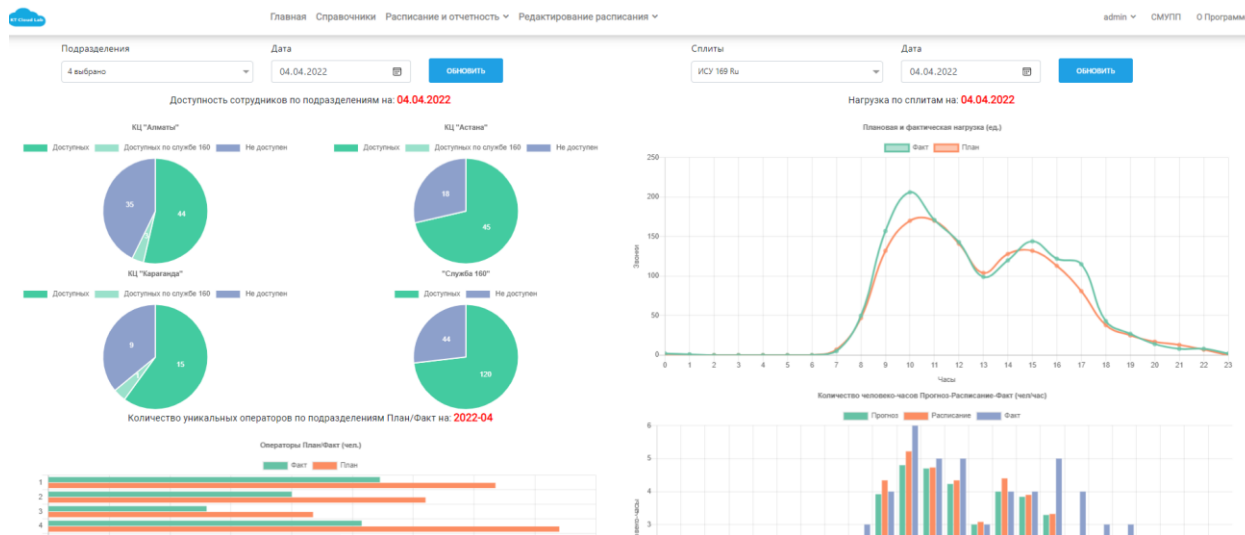 KT Cloud Lab
Главная Справочники Расписание и отчетность Редактирование расписания
admin СМУПП О Программ
Подразделения Дата
4 выбрано 04.04.2022 ОБНОВИТЬ
Доступность сотрудников по подразделениям на: 04.04.2022
КЦ "Алматы" КЦ "Астана"
Доступных Доступных по службе 160 Не доступен Доступных Доступных по службе 160 Не доступен
35 44 18 45
КЦ "Караганда" "Служба 160"
Доступных Доступных по службе 160 Не доступен Доступных Не доступен
9 15 44 120
Количество уникальных операторов по подразделениям План/Факт на: 2022-04
Операторы План/Факт (чел.)
Факт План
1
2
3
4
Сплиты Дата
ИСУ 169 Ru 04.04.2022 ОБНОВИТЬ
Нагрузка по сплитам на: 04.04.2022
Плановая и фактическая нагрузка (ед.)
Факт План
250
200
150
100
50
0
Звонки
0 1 2 3 4 5 6 7 8 9 10 11 12 13 14 15 16 17 18 19 20 21 22 23
Часы
Количество человеко-часов Прогноз-Расписание-Факт (чел/час)
Прогноз Расписание Факт
6
5
4
3
веко-часы